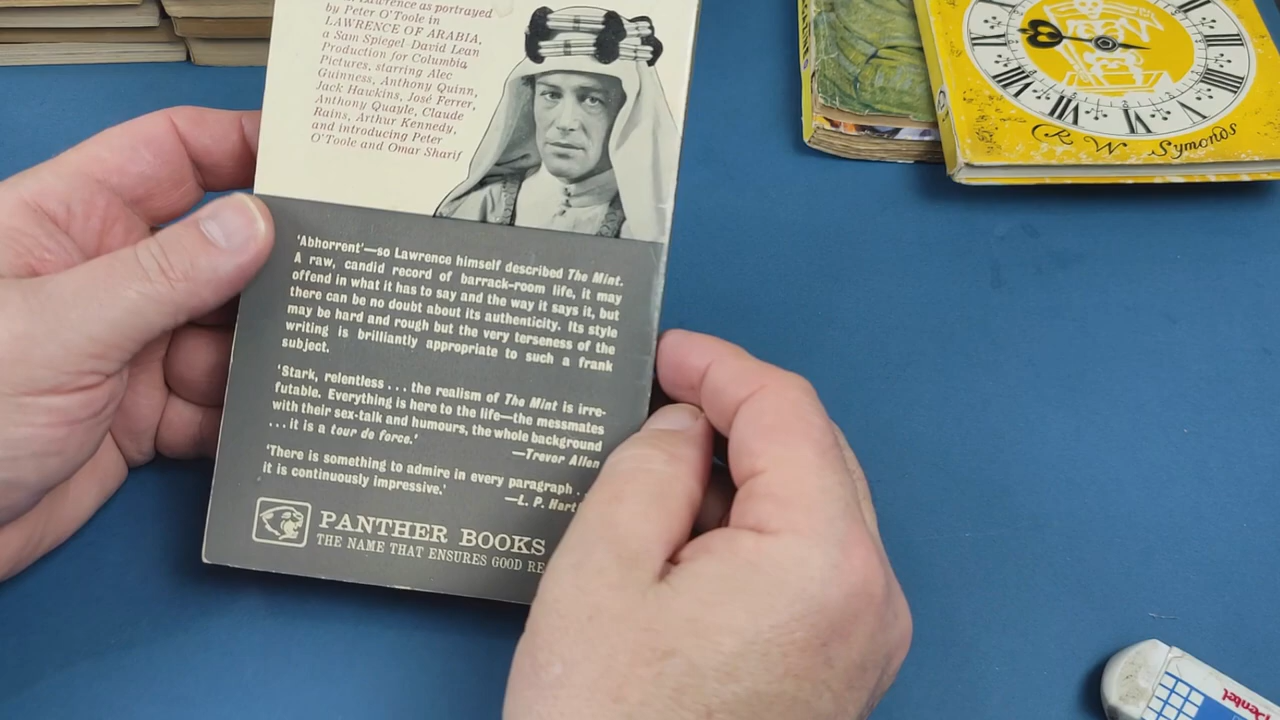 Lawrence as portrayed
by Peter O'Toole in
LAWRENCE OF ARABIA,
a Sam Spiegel-David Lean
Production for Columbia
Pictures, starring Alec
Guinness, Anthony Quinn,
Jack Hawkins, José Ferrer,
Anthony Quayle, Claude
Rains, Arthur Kennedy,
and introducing Peter
O'Toole and Omar Sharif
'Abhorrent'—so Lawrence himself described The Mint.
A raw, candid record of barrack-room life, it may
offend in what it has to say and the way it says it, but
there can be no doubt about its authenticity. Its style
may be hard and rough but the very terseness of the
writing is brilliantly appropriate to such a frank
subject.
'Stark, relentless . . . the realism of The Mint is irre-
futable. Everything is here to the life—the messmates
with their sex-talk and humours, the whole background
. . . it is a tour de force.'
—Trevor Allen
'There is something to admire in every paragraph . .
it is continuously impressive.'
—L. P. Hart
PANTHER BOOKS
THE NAME THAT ENSURES GOOD RE
R W Symonds
Pentel